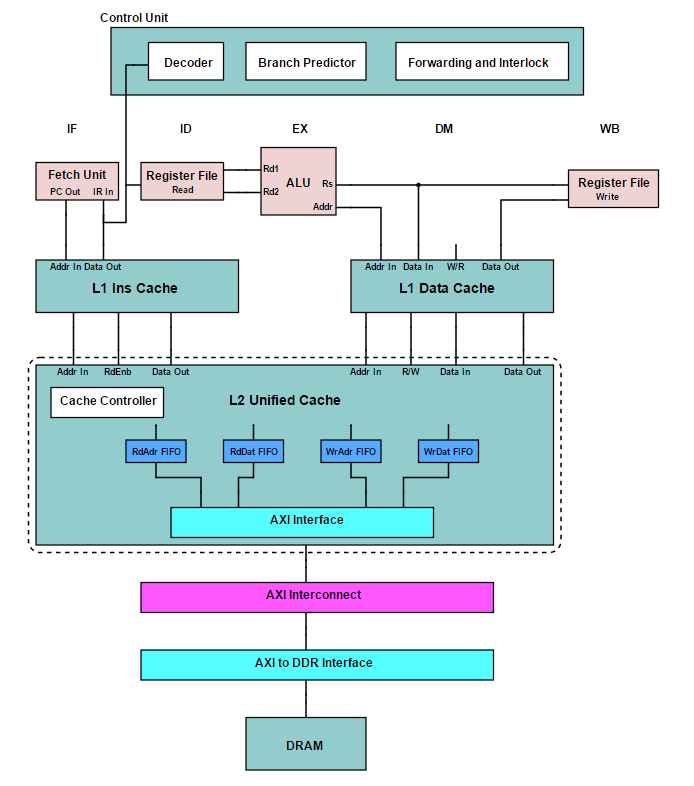 Control Unit
Decoder
Branch Predictor
Forwarding and Interlock
IF
ID
EX
DM
WB
Fetch Unit
PC Out
IR In
Register File
Read
Rd1
Rd2
ALU
Rs
Addr
Register File
Write
Addr In
Data Out
L1 Ins Cache
Addr In
Data In
W/R
Data Out
L1 Data Cache
Addr In
RdEnb
Data Out
Addr In
R/W
Data In
Data Out
Cache Controller
L2 Unified Cache
RdAdr FIFO
RdDat FIFO
WrAdr FIFO
WrDat FIFO
AXI Interface
AXI Interconnect
AXI to DDR Interface
DRAM